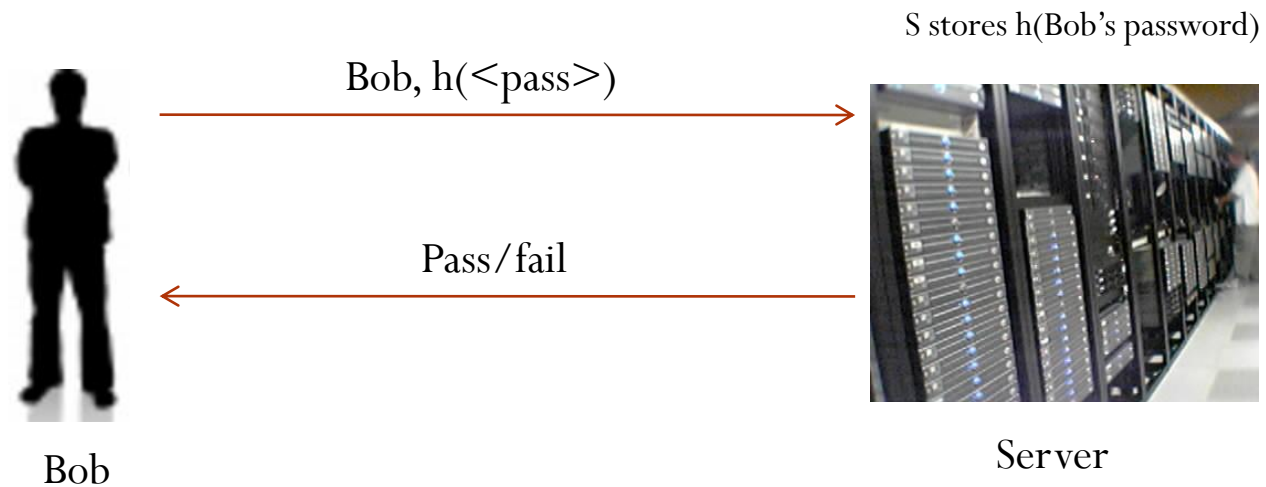 S stores h(Bob's password)
Bob, h(<pass>)
Pass/fail
Bob
Server